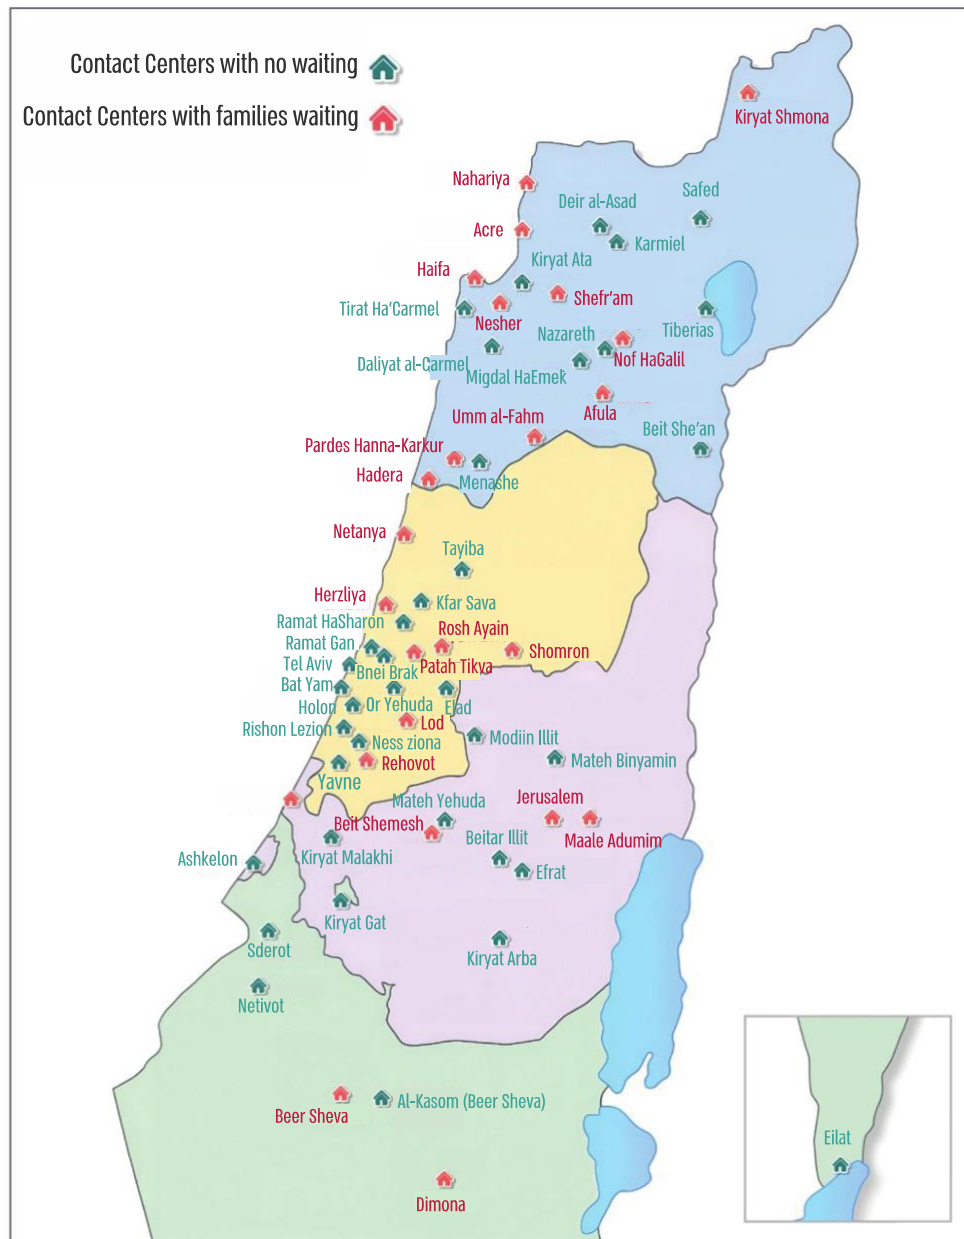 Contact Centers with no waiting
Contact Centers with families waiting
Kiryat Shmona
Nahariya
Safed
Deir al-Asad
Acre
Karmiel
Kiryat Ata
Haifa
Shefr'am
Tirat Ha'Carmel
Nesher
Tiberias
Nazareth
Nof HaGalil
Daliyat al-Carmel
Migdal HaEmek
Afula
Umm al-Fahm
Beit She'an
Pardes Hanna-Karkur
Hadera
Menashe
Netanya
Tayiba
Herzliya
Kfar Sava
Ramat HaSharon
Rosh Ayain
Ramat Gan
Shomron
Tel Aviv
Bnei Brak
Patah Tikva
Bat Yam
Holon
Or Yehuda
Elad
Rishon Lezion
Lod
Ness ziona
Modiin Illit
Rehovot
Mateh Binyamin
Yavne
Mateh Yehuda
Jerusalem
Beit Shemesh
Beitar Illit
Maale Adumim
Ashkelon
Kiryat Malakhi
Efrat
Kiryat Gat
Sderot
Kiryat Arba
Netivot
Beer Sheva
Al-Kasom (Beer Sheva)
Eilat
Dimona